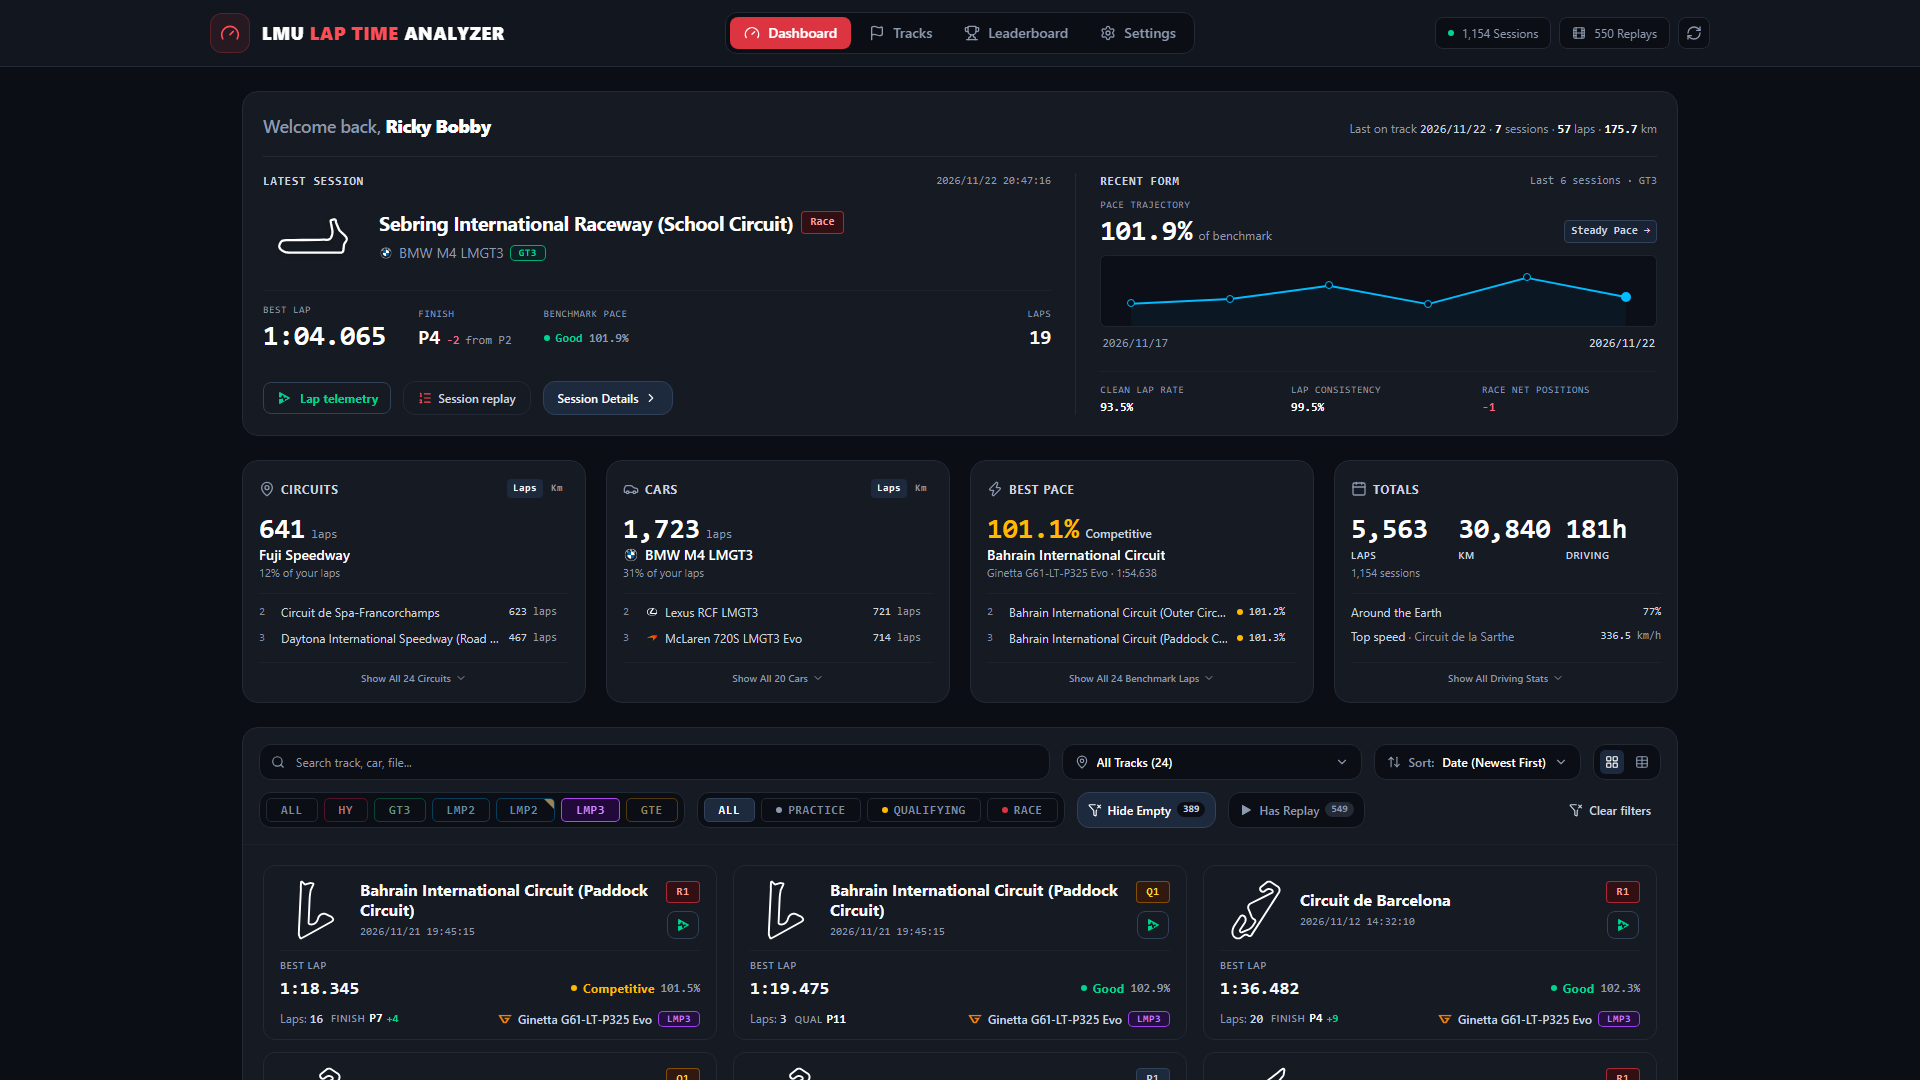 LMU LAP TIME ANALYZER
Dashboard
Tracks
Leaderboard
Settings
1,154 Sessions
550 Replays
Welcome back, Ricky Bobby
Last on track 2026/11/22 · 7 sessions · 57 laps · 175.7 km
LATEST SESSION
2026/11/22 20:47:16
Sebring International Raceway (School Circuit) Race
BMW M4 LMGT3 GT3
BEST LAP
1:04.065
FINISH
P4 -2 from P2
BENCHMARK PACE
Good 101.9%
LAPS
19
Lap telemetry
Session replay
Session Details
RECENT FORM
Last 6 sessions · GT3
PACE TRAJECTORY
101.9% of benchmark
Steady Pace →
2026/11/17
2026/11/22
CLEAN LAP RATE
93.5%
LAP CONSISTENCY
99.5%
RACE NET POSITIONS
-1
CIRCUITS
Laps Km
641 laps
Fuji Speedway
12% of your laps
2 Circuit de Spa-Francorchamps 623 laps
3 Daytona International Speedway (Road ... 467 laps
Show All 24 Circuits
CARS
Laps Km
1,723 laps
BMW M4 LMGT3
31% of your laps
2 Lexus RCF LMGT3 721 laps
3 McLaren 720S LMGT3 Evo 714 laps
Show All 20 Cars
BEST PACE
101.1% Competitive
Bahrain International Circuit
Ginetta G61-LT-P325 Evo · 1:54.638
2 Bahrain International Circuit (Outer Circ... 101.2%
3 Bahrain International Circuit (Paddock C... 101.3%
Show All 24 Benchmark Laps
TOTALS
5,563 30,840 181h
LAPS KM DRIVING
1,154 sessions
Around the Earth 77%
Top speed · Circuit de la Sarthe 336.5 km/h
Show All Driving Stats
Search track, car, file...
All Tracks (24)
Sort: Date (Newest First)
ALL HY GT3 LMP2 LMP2 LMP3 GTE
ALL PRACTICE QUALIFYING RACE
Hide Empty 389
Has Replay 549
Clear filters
Bahrain International Circuit (Paddock
Circuit)
R1
2026/11/21 19:45:15
BEST LAP
1:18.345
Competitive 101.5%
Laps: 16 FINISH P7 +4
Ginetta G61-LT-P325 Evo LMP3
Bahrain International Circuit (Paddock
Circuit)
Q1
2026/11/21 19:45:15
BEST LAP
1:19.475
Good 102.9%
Laps: 3 QUAL P11
Ginetta G61-LT-P325 Evo LMP3
Circuit de Barcelona
R1
2026/11/12 14:32:10
BEST LAP
1:36.482
Good 102.3%
Laps: 20 FINISH P4 +9
Ginetta G61-LT-P325 Evo LMP3
Q1
R1